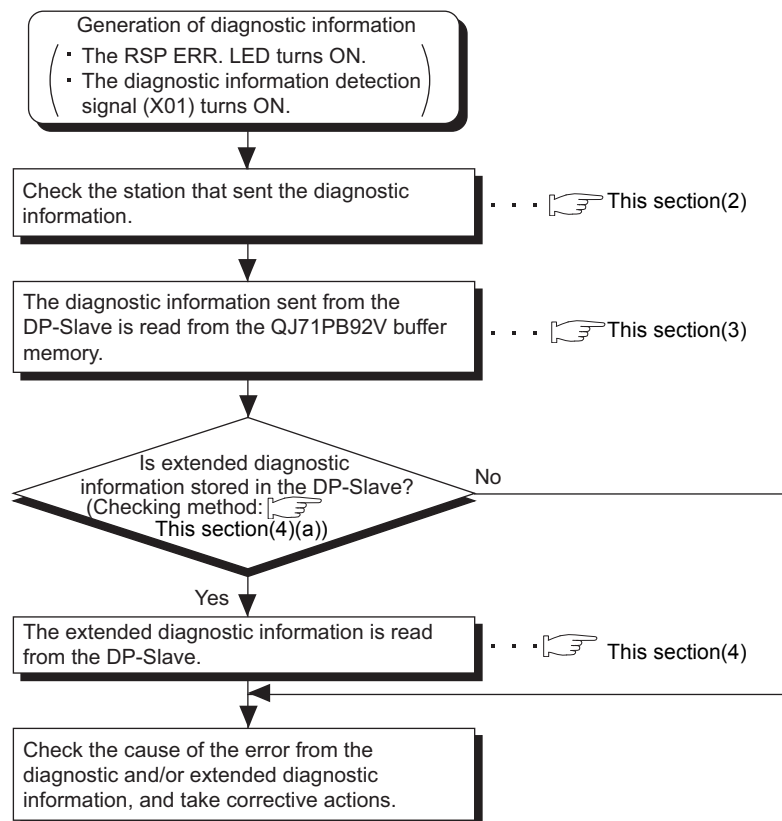 Generation of diagnostic information
· The RSP ERR. LED turns ON.
· The diagnostic information detection
signal (X01) turns ON.
Check the station that sent the diagnostic
information.
This section(2)
The diagnostic information sent from the
DP-Slave is read from the QJ71PB92V buffer
memory.
This section(3)
Is extended diagnostic
information stored in the DP-Slave?
(Checking method:
This section(4)(a))
No
Yes
The extended diagnostic information is read
from the DP-Slave.
This section(4)
Check the cause of the error from the
diagnostic and/or extended diagnostic
information, and take corrective actions.